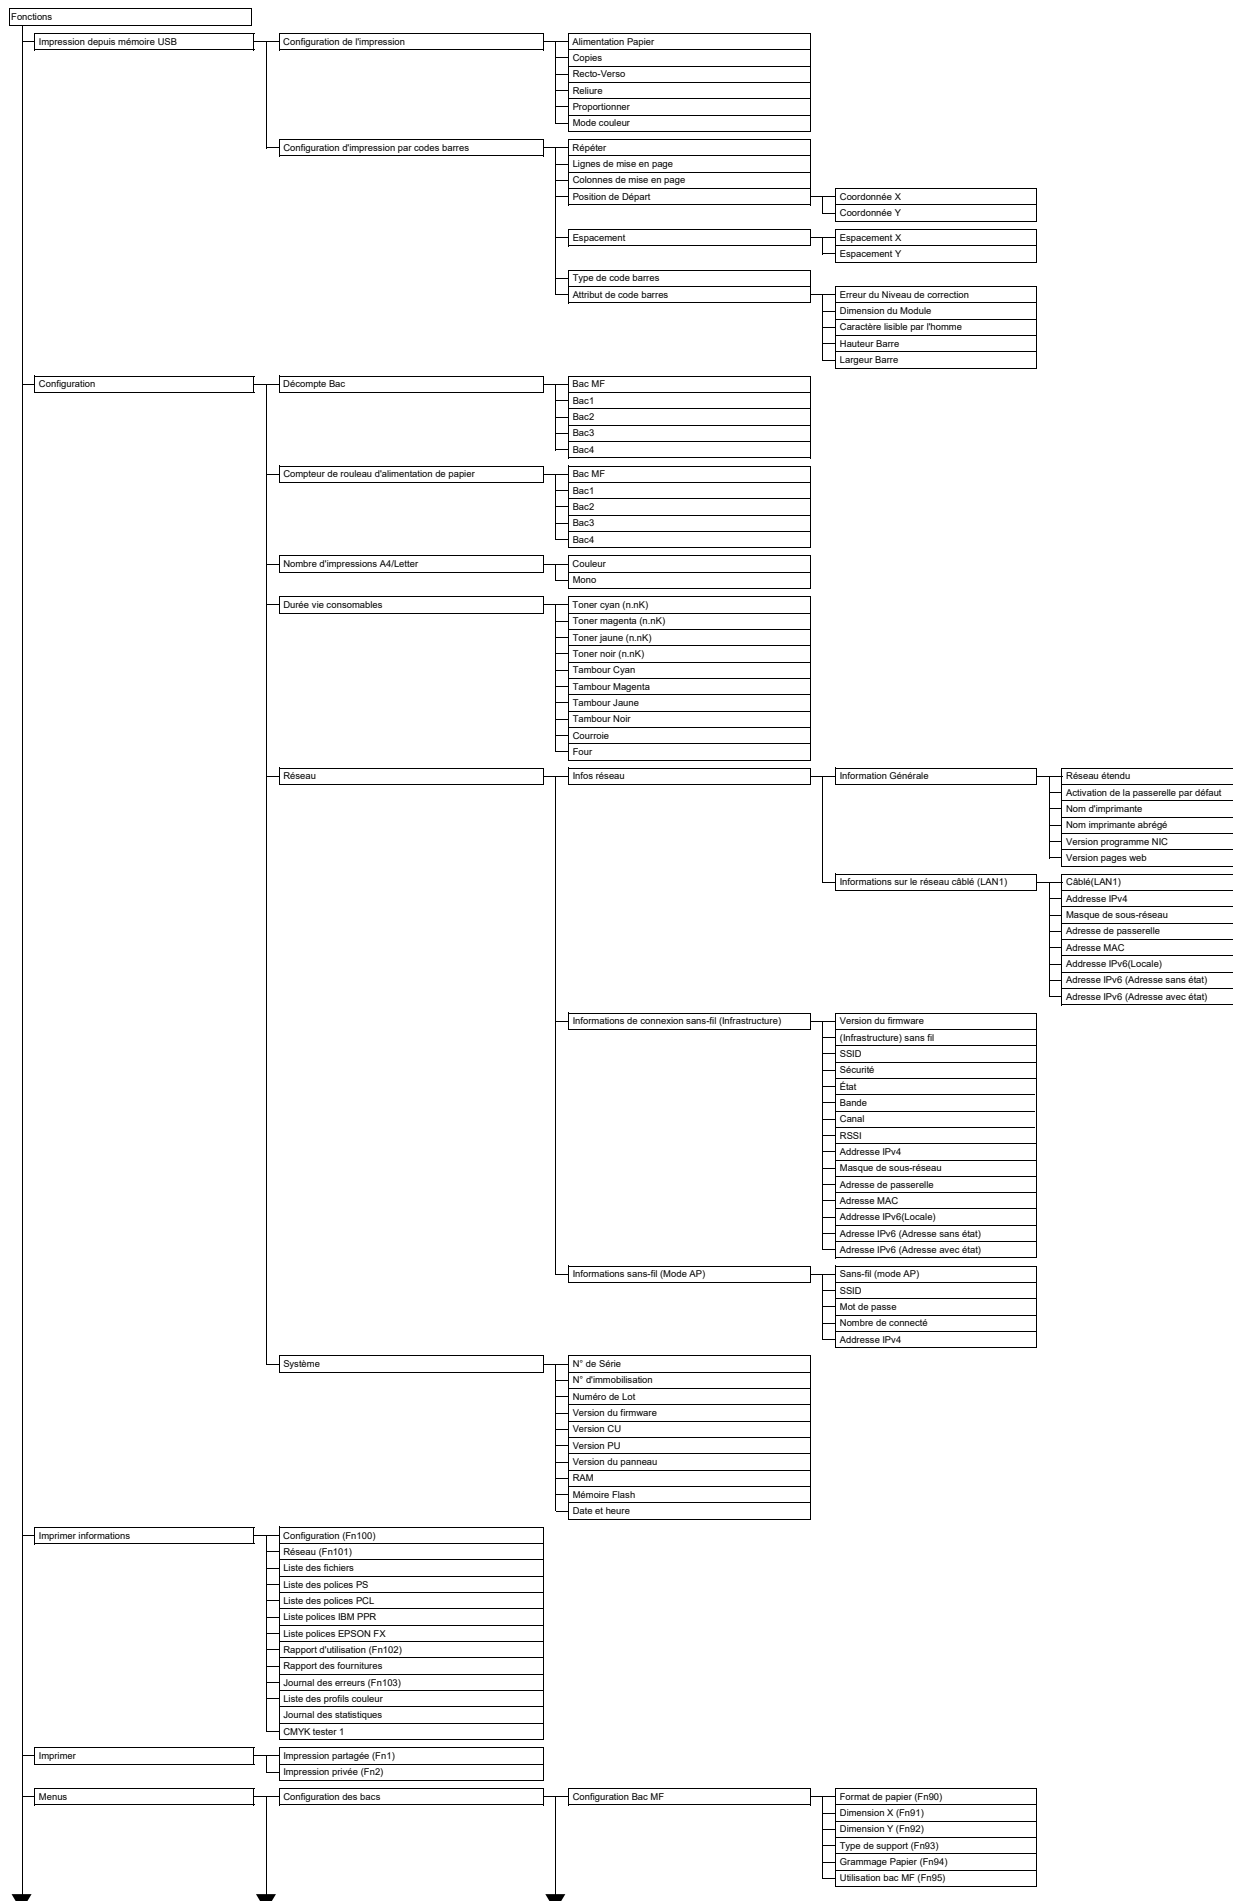 Fonctions
Impression depuis mémoire USB
Configuration de l'impression
Alimentation Papier
Copies
Recto-Verso
Reliure
Proportionner
Mode couleur
Configuration d'impression par codes barres
Répéter
Lignes de mise en page
Colonnes de mise en page
Position de Départ
Coordonnée X
Coordonnée Y
Espacement
Espacement X
Espacement Y
Type de code barres
Attribut de code barres
Erreur du Niveau de correction
Dimension du Module
Caractère lisible par l'homme
Hauteur Barre
Largeur Barre
Configuration
Décompte Bac
Bac MF
Bac1
Bac2
Bac3
Bac4
Compteur de rouleau d'alimentation de papier
Bac MF
Bac1
Bac2
Bac3
Bac4
Nombre d'impressions A4/Letter
Couleur
Mono
Durée vie consomables
Toner cyan (n.nK)
Toner magenta (n.nK)
Toner jaune (n.nK)
Toner noir (n.nK)
Tambour Cyan
Tambour Magenta
Tambour Jaune
Tambour Noir
Courroie
Four
Réseau
Infos réseau
Information Générale
Réseau étendu
Activation de la passerelle par défaut
Nom d'imprimante
Nom imprimante abrégé
Version programme NIC
Version pages web
Informations sur le réseau câblé (LAN1)
Câblé(LAN1)
Addresse IPv4
Masque de sous-réseau
Adresse de passerelle
Adresse MAC
Addresse IPv6(Locale)
Adresse IPv6 (Adresse sans état)
Adresse IPv6 (Adresse avec état)
Informations de connexion sans-fil (Infrastructure)
Version du firmware
(Infrastructure) sans fil
SSID
Sécurité
État
Bande
Canal
RSSI
Addresse IPv4
Masque de sous-réseau
Adresse de passerelle
Adresse MAC
Addresse IPv6(Locale)
Adresse IPv6 (Adresse sans état)
Adresse IPv6 (Adresse avec état)
Informations sans-fil (Mode AP)
Sans-fil (mode AP)
SSID
Mot de passe
Nombre de connecté
Addresse IPv4
Système
N° de Série
N° d'immobilisation
Numéro de Lot
Version du firmware
Version CU
Version PU
Version du panneau
RAM
Mémoire Flash
Date et heure
Imprimer informations
Configuration (Fn100)
Réseau (Fn101)
Liste des fichiers
Liste des polices PS
Liste des polices PCL
Liste polices IBM PPR
Liste polices EPSON FX
Rapport d'utilisation (Fn102)
Rapport des fournitures
Journal des erreurs (Fn103)
Liste des profils couleur
Journal des statistiques
CMYK tester 1
Imprimer
Impression partagée (Fn1)
Impression privée (Fn2)
Menus
Configuration des bacs
Configuration Bac MF
Format de papier (Fn90)
Dimension X (Fn91)
Dimension Y (Fn92)
Type de support (Fn93)
Grammage Papier (Fn94)
Utilisation bac MF (Fn95)